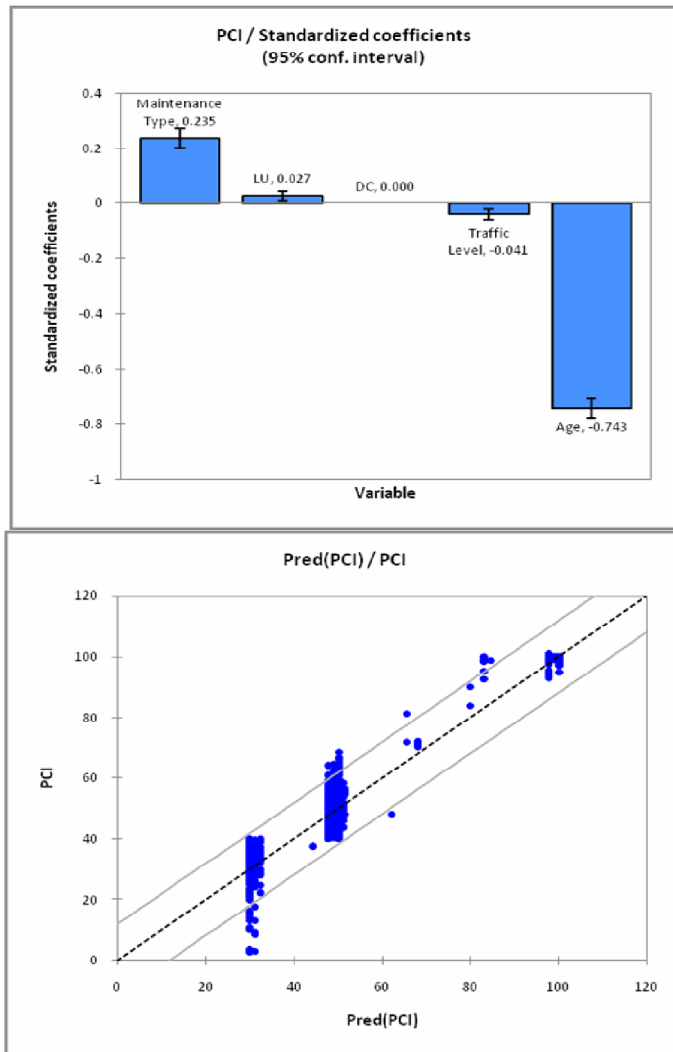 PCI / Standardized coefficients
(95% conf. interval)
0.4
Maintenance
Type, 0.235
0.2
LU, 0.027
DC, 0.000
0
Traffic
Level, -0.041
-0.2
-0.4
-0.6
-0.8
Age, -0.743
-1
Standardized coefficients
Variable
Pred(PCI) / PCI
120
100
80
60
40
20
0
PCI
0 20 40 60 80 100 120
Pred(PCI)